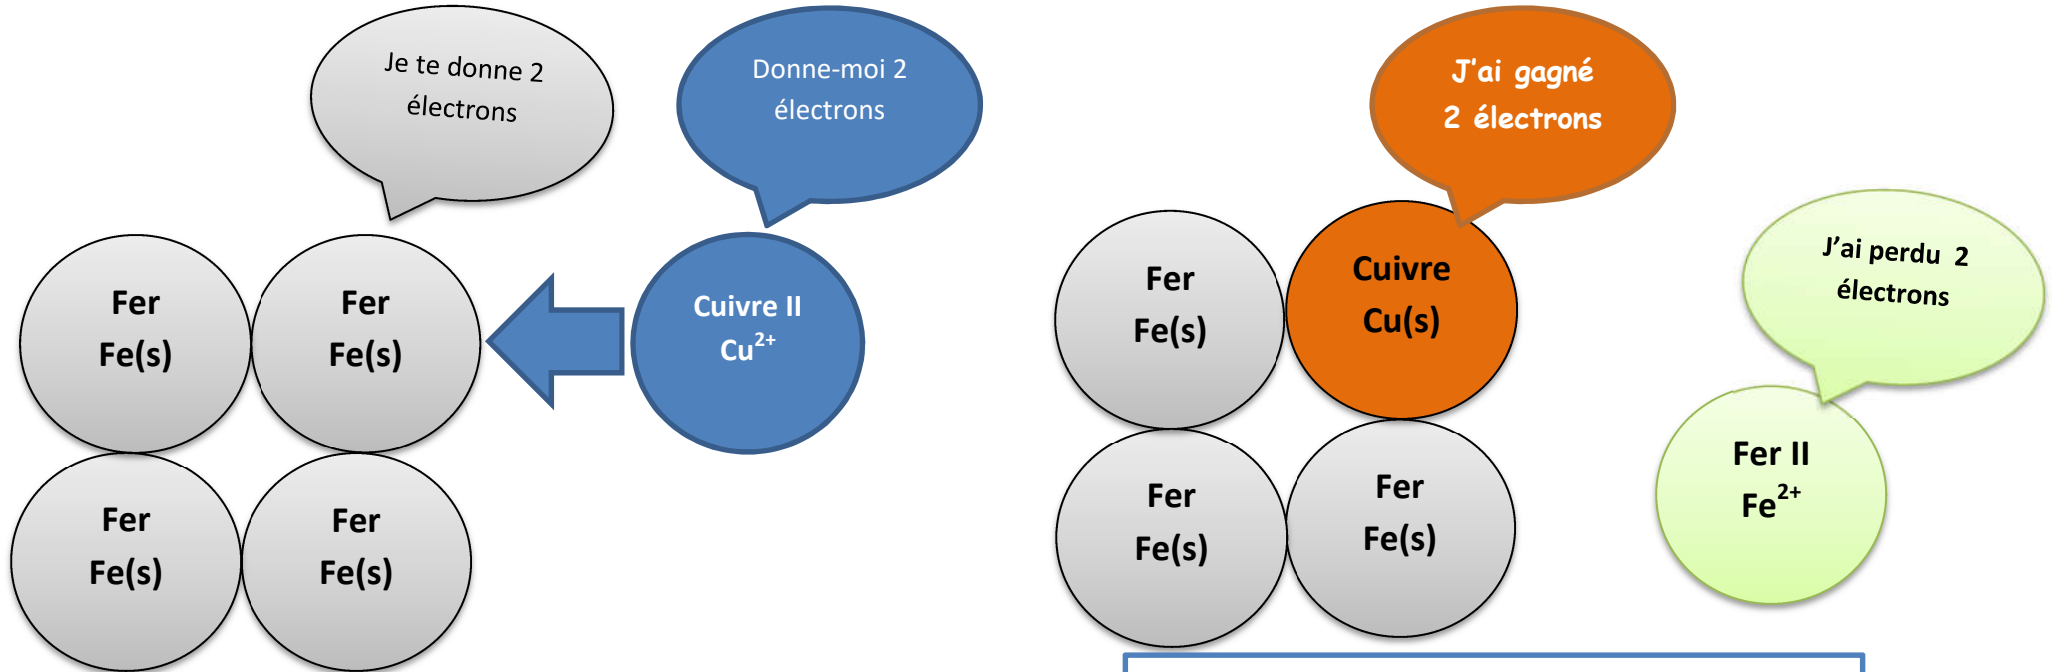 Je te donne 2
électrons
Donne-moi 2
électrons
Fer
Fe(s)
Fer
Fe(s)
Cuivre II
Cu²⁺
Fer
Fe(s)
Fer
Fe(s)
J'ai gagné
2 électrons
J'ai perdu 2
électrons
Fer
Fe(s)
Cuivre
Cu(s)
Fer
Fe(s)
Fer
Fe(s)
Fer II
Fe²⁺